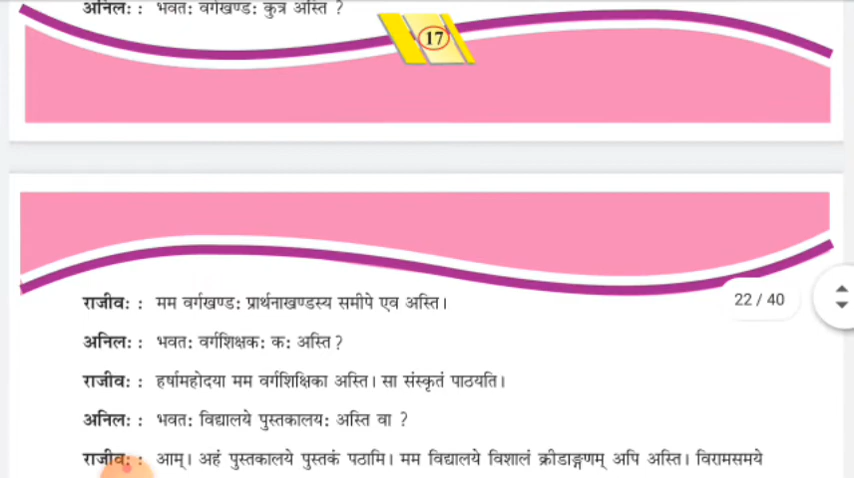 अनिलः : भवतः वर्गखण्डः कुत्र अस्ति ?
17
राजीवः : मम वर्गखण्डः प्रार्थनाखण्डस्य समीपे एव अस्ति।
22 / 40
अनिलः : भवतः वर्गशिक्षकः कः अस्ति ?
राजीवः : हर्षामहोदया मम वर्गशिक्षिका अस्ति। सा संस्कृतं पाठयति।
अनिलः : भवतः विद्यालये पुस्तकालयः अस्ति वा ?
राजीवः : आम्। अहं पुस्तकालये पुस्तकं पठामि। मम विद्यालये विशालं क्रीडाङ्गणम् अपि अस्ति। विरामसमये